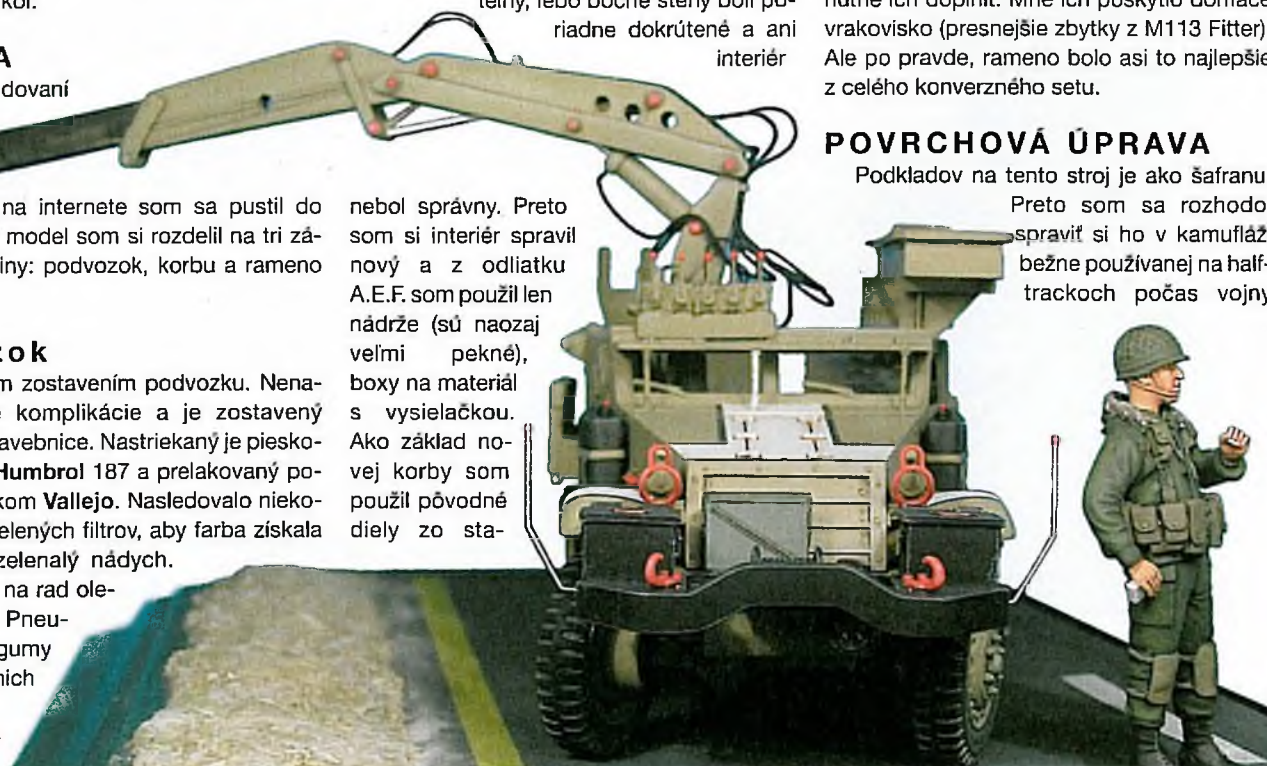 kol.
A
dovaní
na internete som sa pustil do
model som si rozdelil na tri zá-
iny: podvozok, korbu a rameno
ok
m zostavením podvozku. Nena-
komplikácie a je zostavený
avebnice. Nastriekaný je piesko-
Humbrol 187 a prelakovaný po-
kom Vallejo. Nasledovalo nieko-
elených filtrov, aby farba získala
zelenalý nádych.
na rad ole-
Pneu-
gumy
nich
telný, lebo bočné steny boli po-
riadne dokrútené a ani
interiér
nebol správny. Preto
som si interiér spravil
nový a z odliatku
A.E.F. som použil len
nádrže (sú naozaj
veľmi pekné),
boxy na materiál
s vysielačkou.
Ako základ no-
vej korby som
použil pôvodné
diely zo sta-
nutné ich doplniť. Mne ich poskytlo domáce
vrakovisko (presnejšie zbytky z M113 Fitter)
Ale po pravde, rameno bolo asi to najlepšie
z celého konverzného setu.
POVRCHOVÁ ÚPRAVA
Podkladov na tento stroj je ako šafranu
Preto som sa rozhodo
spraviť si ho v kamufláž
bežne používanej na half-
trackoch počas vojny